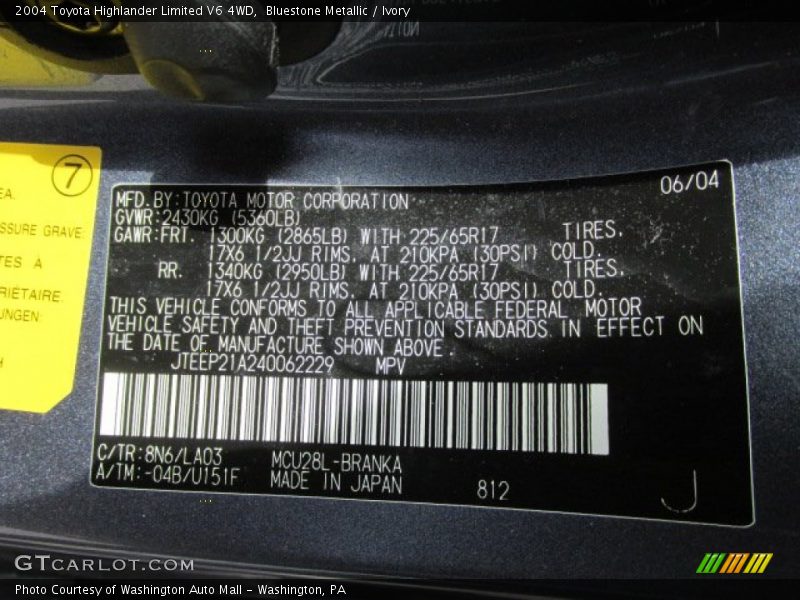 2004 Toyota Highlander Limited V6 4WD, Bluestone Metallic / Ivory
7
EA.
SSURE GRAVE
TES À
RIÉTAIRE.
UNGEN:
06/04
MFD.BY:TOYOTA MOTOR CORPORATION
GVWR:2430KG (5360LB)
GAWR:FRT. 1300KG (2865LB) WITH 225/65R17 TIRES,
17X6 1/2JJ RIMS, AT 210KPA (30PSI) COLD.
RR. 1340KG (2950LB) WITH 225/65R17 TIRES,
17X6 1/2JJ RIMS, AT 210KPA (30PSI) COLD.
THIS VEHICLE CONFORMS TO ALL APPLICABLE FEDERAL MOTOR
VEHICLE SAFETY AND THEFT PREVENTION STANDARDS IN EFFECT ON
THE DATE OF MANUFACTURE SHOWN ABOVE.
JTEEP21A240062229 MPV
C/TR:8N6/LA03 MCU28L-BRANKA
A/TM:-04B/U151F MADE IN JAPAN 812 J
GTCARLOT.COM
Photo Courtesy of Washington Auto Mall - Washington, PA